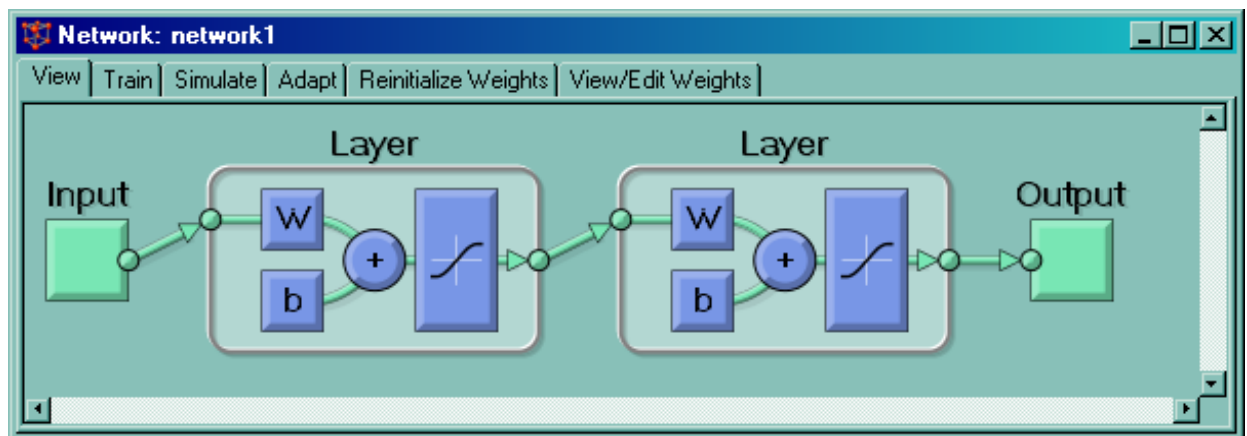 Network: network1
View Train Simulate Adapt Reinitialize Weights View/Edit Weights
Layer Layer
Input Output
W W
+ +
b b